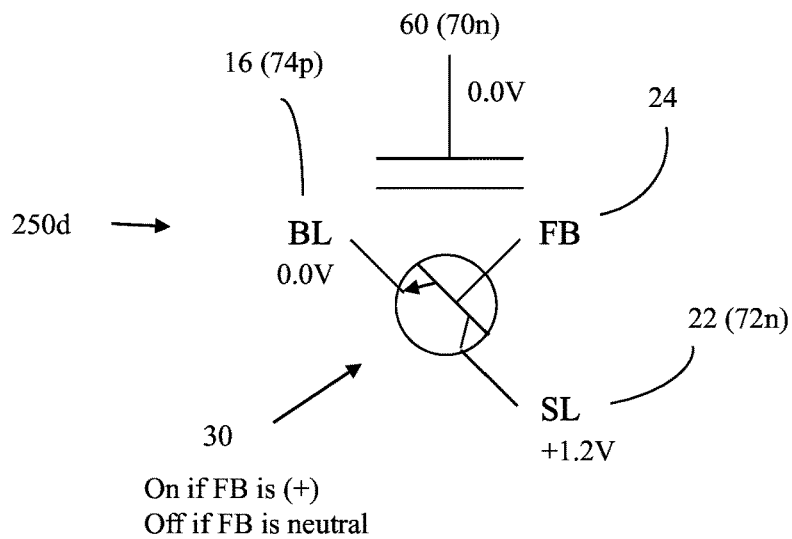 60 (70n)
16 (74p)
0.0V
24
250d
BL
FB
0.0V
22 (72n)
SL
30
+1.2V
On if FB is (+)
Off if FB is neutral